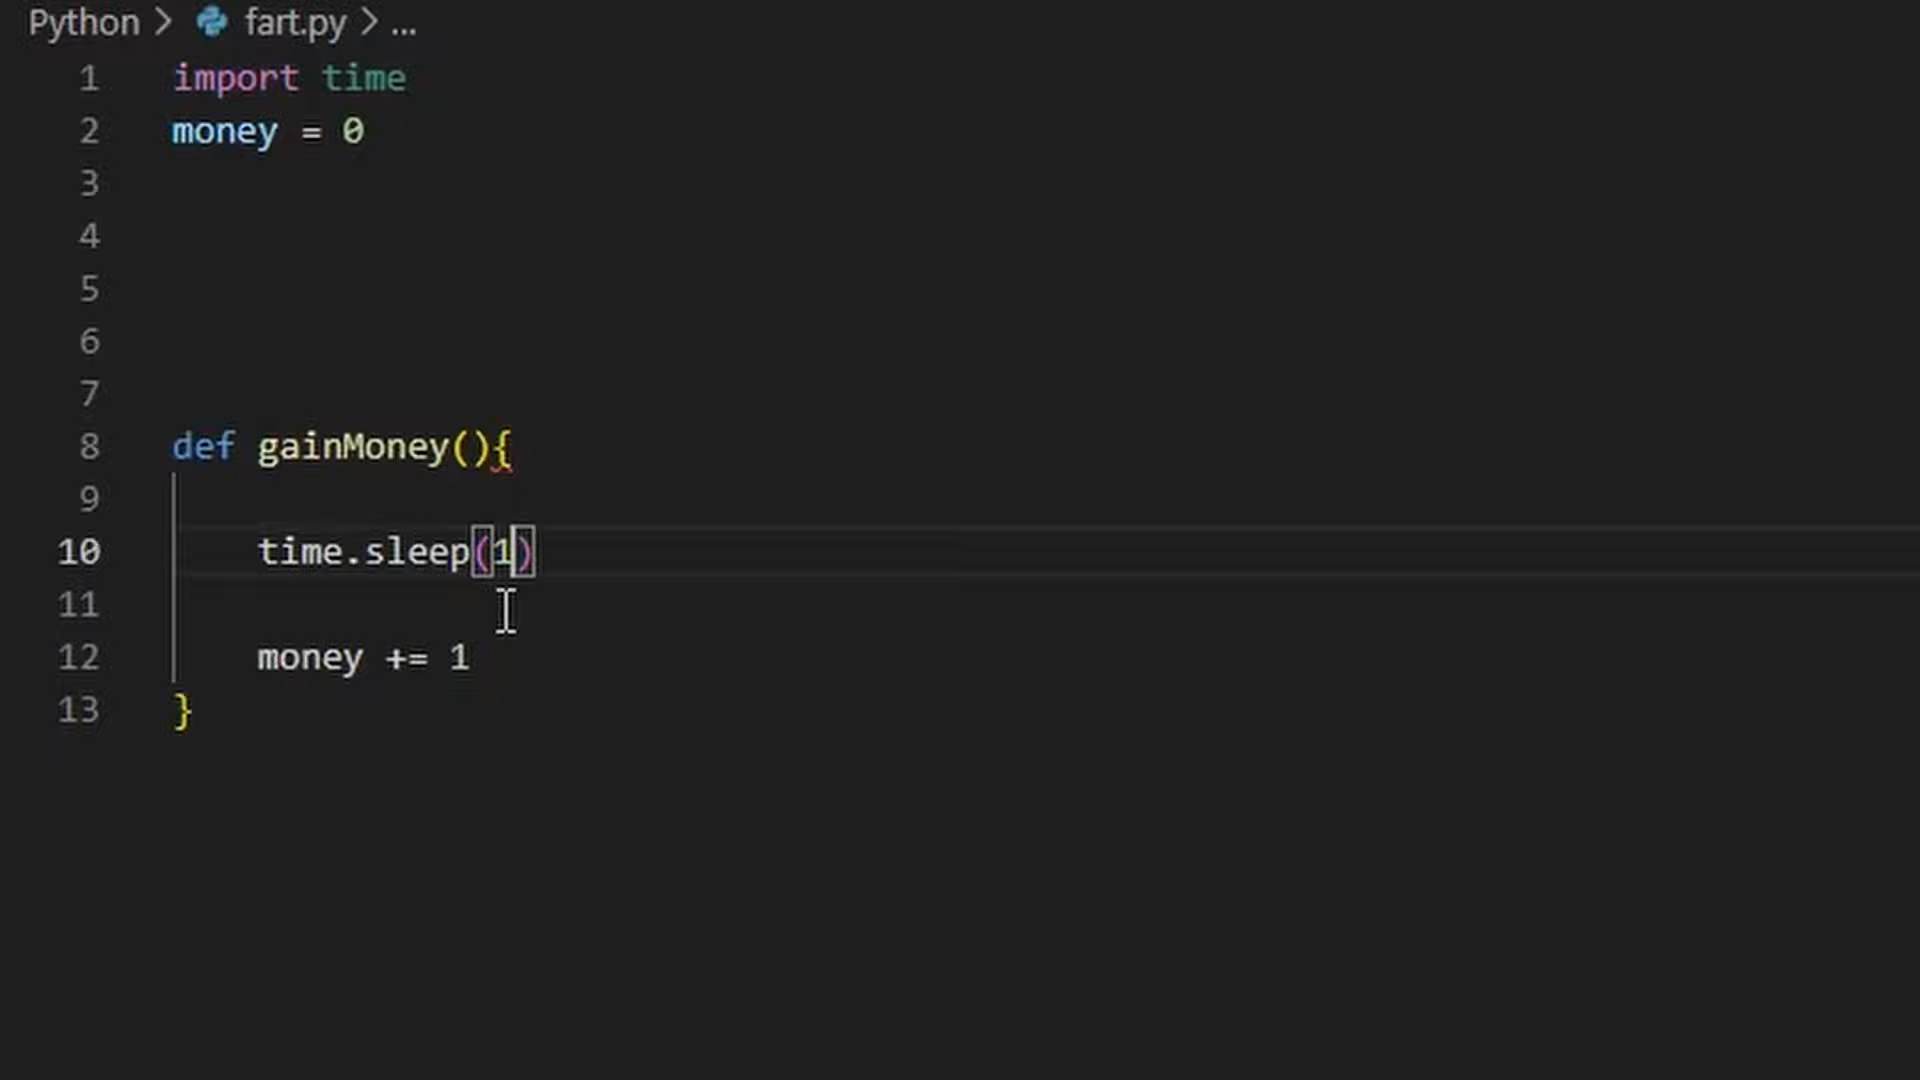 Python > fart.py > ...
1 import time
2 money = 0
3
4
5
6
7
8 def gainMoney(){
9
10 time.sleep(1)
11
12 money += 1
13 }